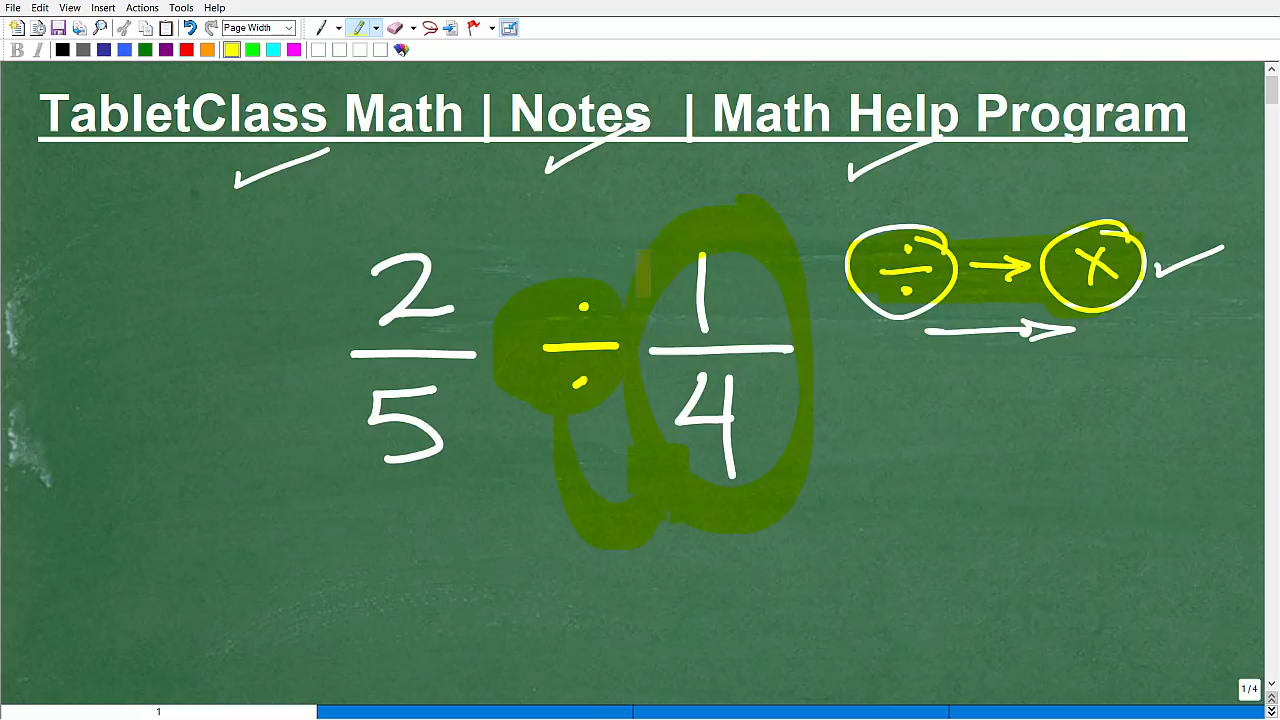 File Edit View Insert Actions Tools Help
Page Width
B I
TabletClass Math | Notes | Math Help Program
2/5 ÷ 1/4
÷ → ×
1/4
1